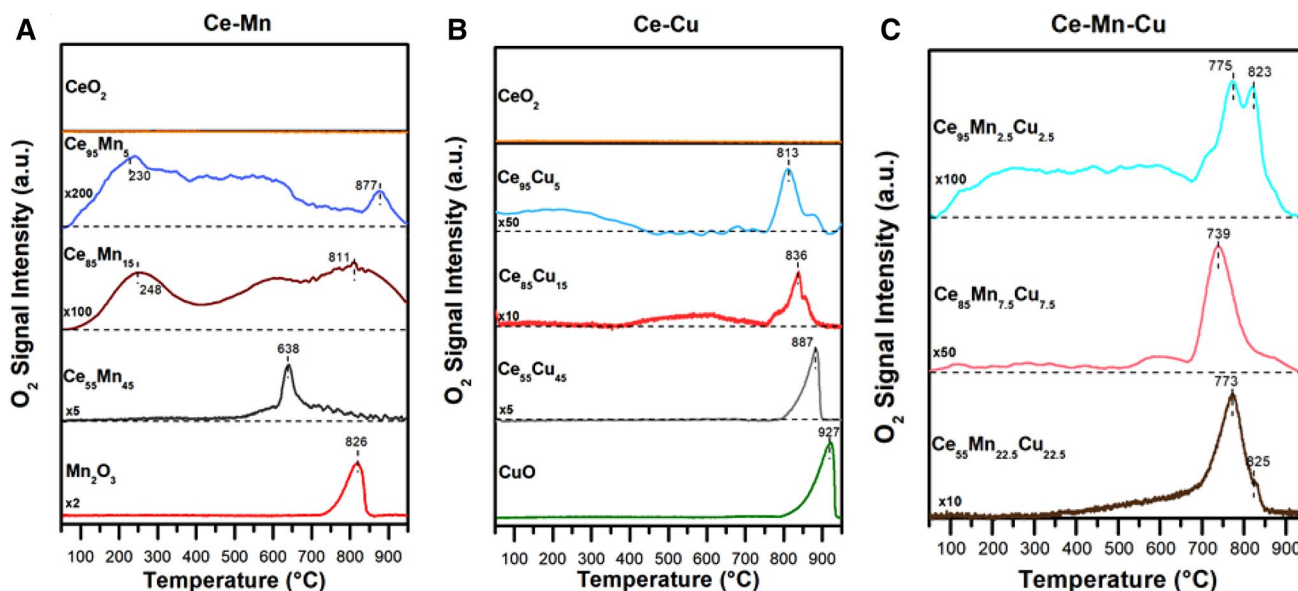 A
Ce-Mn
O2 Signal Intensity (a.u.)
CeO2
Ce95Mn5
x200
230
877
Ce85Mn15
x100
248
811
Ce55Mn45
x5
638
Mn2O3
x2
826
100 200 300 400 500 600 700 800 900
Temperature (°C)
B
Ce-Cu
O2 Signal Intensity (a.u.)
CeO2
Ce95Cu5
x50
813
Ce85Cu15
x10
836
Ce55Cu45
x5
887
CuO
927
100 200 300 400 500 600 700 800 900
Temperature (°C)
C
Ce-Mn-Cu
O2 Signal Intensity (a.u.)
775
823
Ce95Mn2.5Cu2.5
x100
739
Ce85Mn7.5Cu7.5
x50
773
Ce55Mn22.5Cu22.5
825
x10
100 200 300 400 500 600 700 800 900
Temperature (°C)